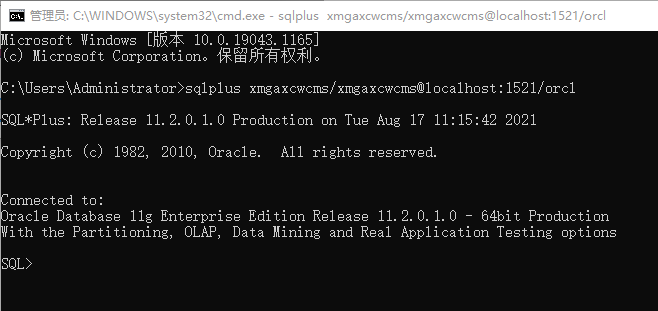 管理员: C:\WINDOWS\system32\cmd.exe - sqlplus  xmgaxcwcms/xmgaxcwcms@localhost:1521/orcl
Microsoft Windows [版本 10.0.19043.1165]
(c) Microsoft Corporation。保留所有权利。
C:\Users\Administrator>sqlplus xmgaxcwcms/xmgaxcwcms@localhost:1521/orcl
SQL*Plus: Release 11.2.0.1.0 Production on Tue Aug 17 11:15:42 2021
Copyright (c) 1982, 2010, Oracle.  All rights reserved.
Connected to:
Oracle Database 11g Enterprise Edition Release 11.2.0.1.0 - 64bit Production
With the Partitioning, OLAP, Data Mining and Real Application Testing options
SQL>